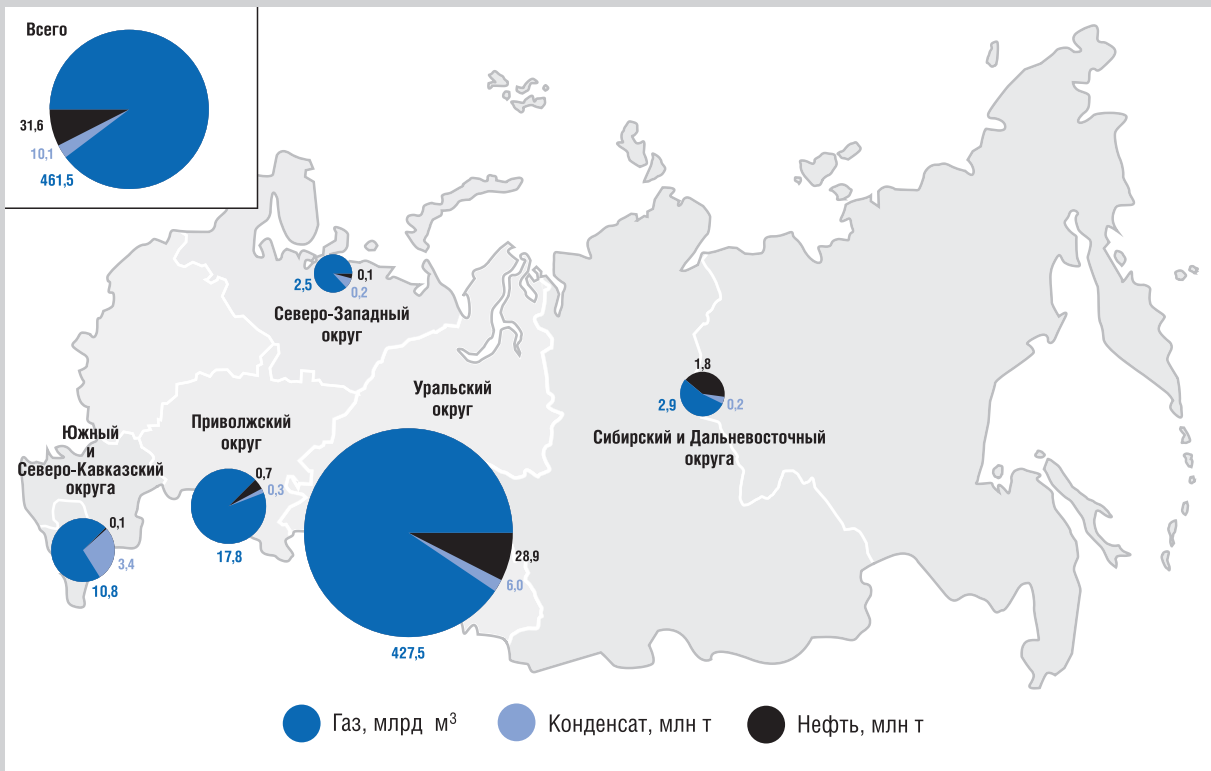 Всего
31,6
10,1
461,5
0,1
2,5
0,2
Северо-Западный
округ
1,8
2,9
0,2
Сибирский и Дальневосточный
округа
Уральский
округ
28,9
6,0
427,5
Приволжский
округ
0,7
0,3
17,8
Южный
и
Северо-Кавказский
округа
0,1
3,4
10,8
Газ, млрд м³
Конденсат, млн т
Нефть, млн т